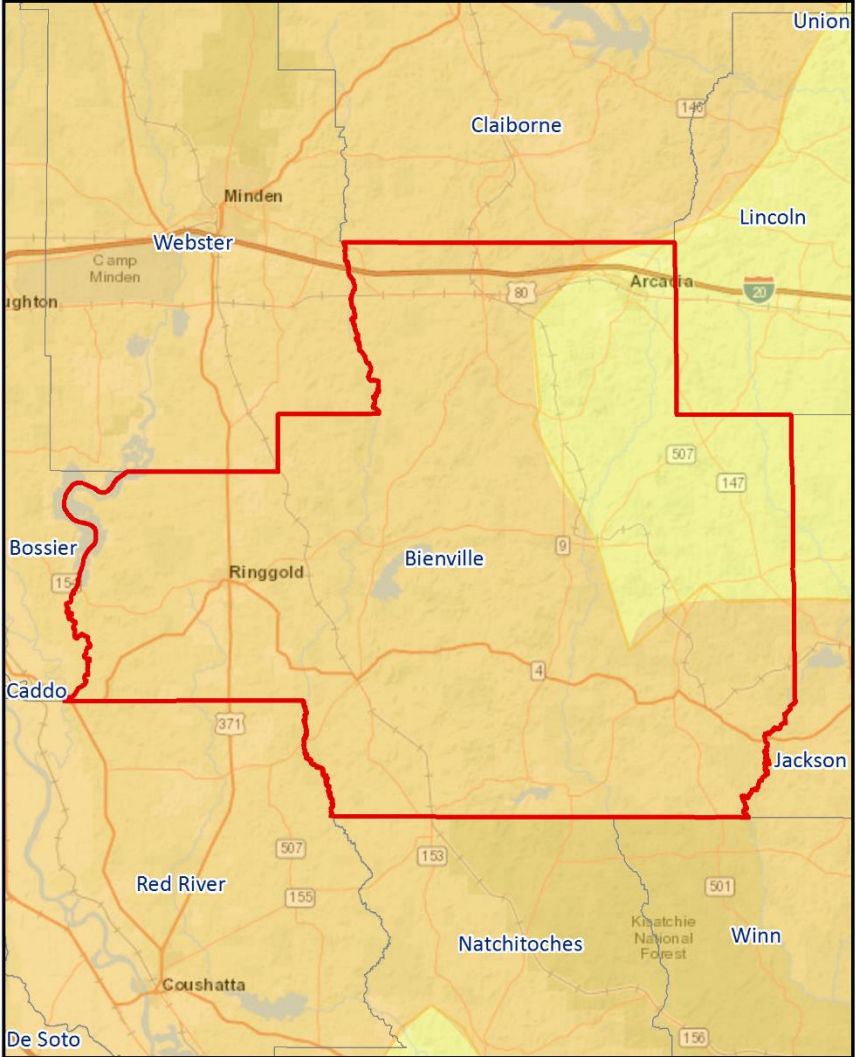 Union
146
Claiborne
Minden
Lincoln
Webster
Camp
Minden
ughton
80
Arcadia
20
507
147
Bossier
9
Bienville
154
Ringgold
4
Caddo
371
Jackson
507
153
155
501
Red River
Kisatchie
National
Forest
Winn
Natchitoches
Coushatta
156
De Soto